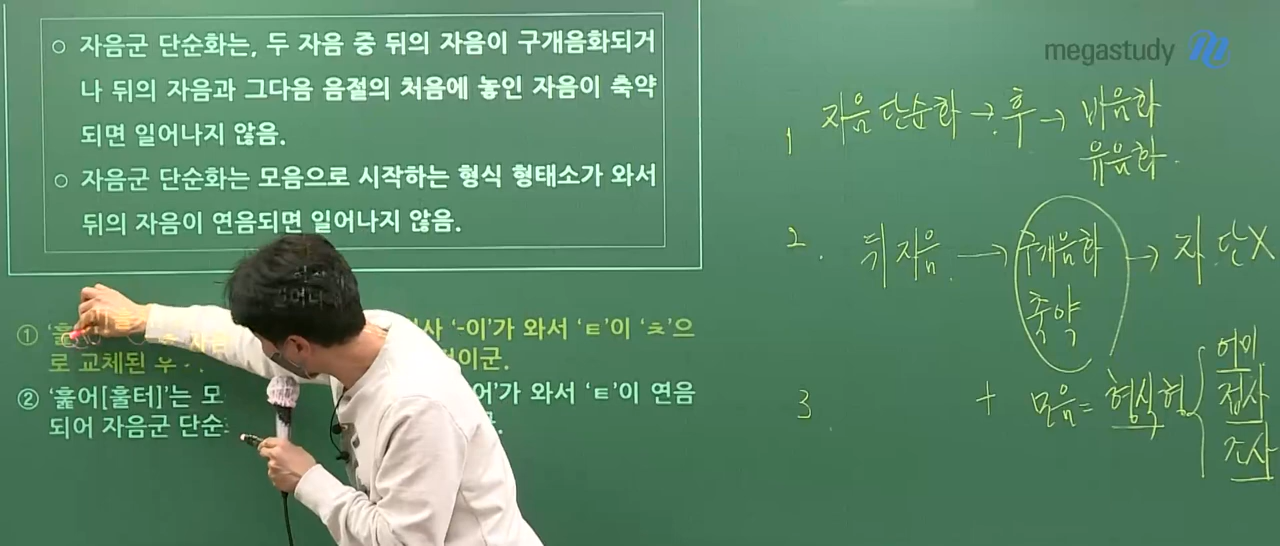 ○ 자음군 단순화는, 두 자음 중 뒤의 자음이 구개음화되거
나 뒤의 자음과 그다음 음절의 처음에 놓인 자음이 축약
되면 일어나지 않음.
○ 자음군 단순화는 모음으로 시작하는 형식 형태소가 와서
뒤의 자음이 연음되면 일어나지 않음.
① 사 ‘-이’가 와서 ‘ㅌ’이 ‘ㅊ’으
로 교체된 후 이군.
② ‘훑어[훌터]’는 모 어’가 와서 ‘ㅌ’이 연음
되어 자음군 단순
megastudy
1 자음 단순화 → 후 → 비음화
유음화
2. 뒤 자음 → 구개음화 → 자 단X
축약
3 + 모음 = 형식형 { 어미
접사
조사